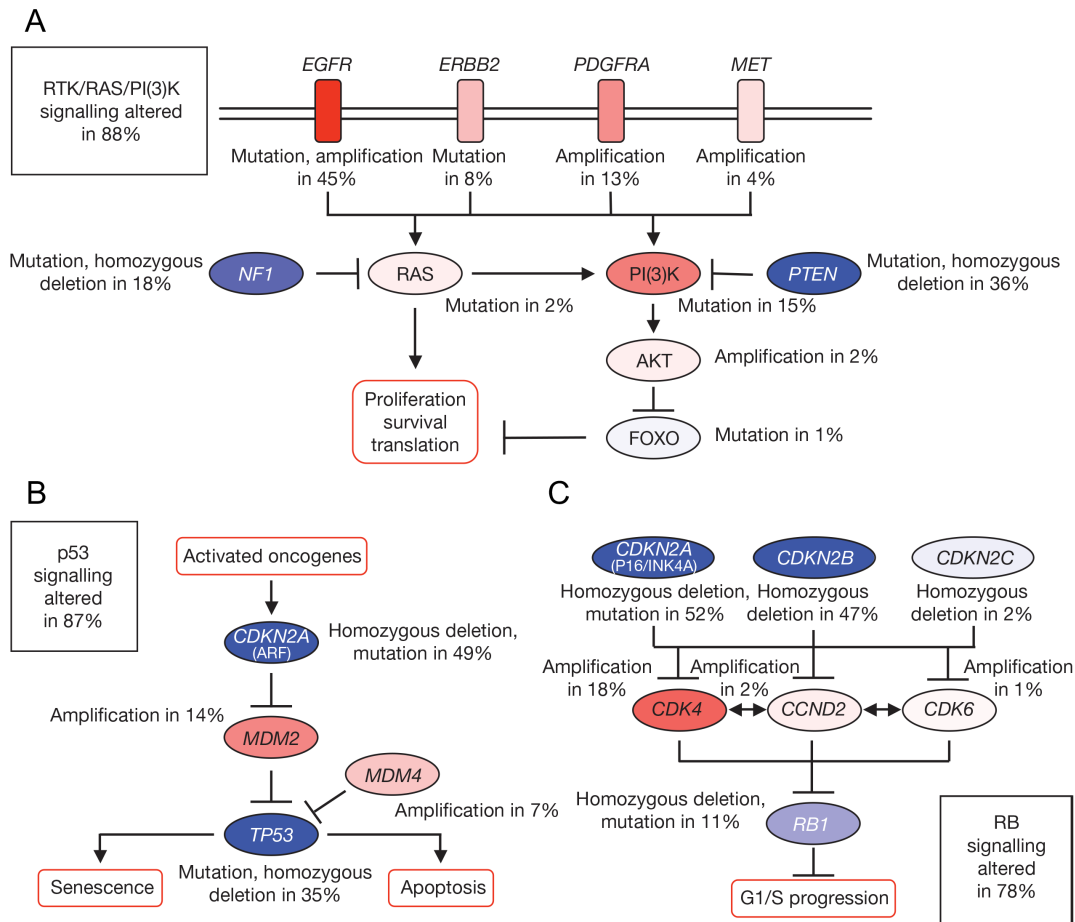 A
RTK/RAS/PI(3)K
signalling altered
in 88%
EGFR
ERBB2
PDGFRA
MET
Mutation, amplification
in 45%
Mutation
in 8%
Amplification
in 13%
Amplification
in 4%
Mutation, homozygous
deletion in 18%
NF1
RAS
Mutation in 2%
PI(3)K
Mutation in 15%
PTEN
Mutation, homozygous
deletion in 36%
AKT
Amplification in 2%
Proliferation
survival
translation
FOXO
Mutation in 1%
B
p53
signalling
altered
in 87%
Activated oncogenes
CDKN2A
(ARF)
Homozygous deletion,
mutation in 49%
Amplification in 14%
MDM2
MDM4
Amplification in 7%
TP53
Mutation, homozygous
deletion in 35%
Senescence
Apoptosis
C
CDKN2A
(P16/INK4A)
Homozygous deletion,
mutation in 52%
CDKN2B
Homozygous
deletion in 47%
CDKN2C
Homozygous
deletion in 2%
Amplification
in 18%
CDK4
Amplification
in 2%
CCND2
Amplification
in 1%
CDK6
Homozygous deletion,
mutation in 11%
RB1
G1/S progression
RB
signalling
altered
in 78%